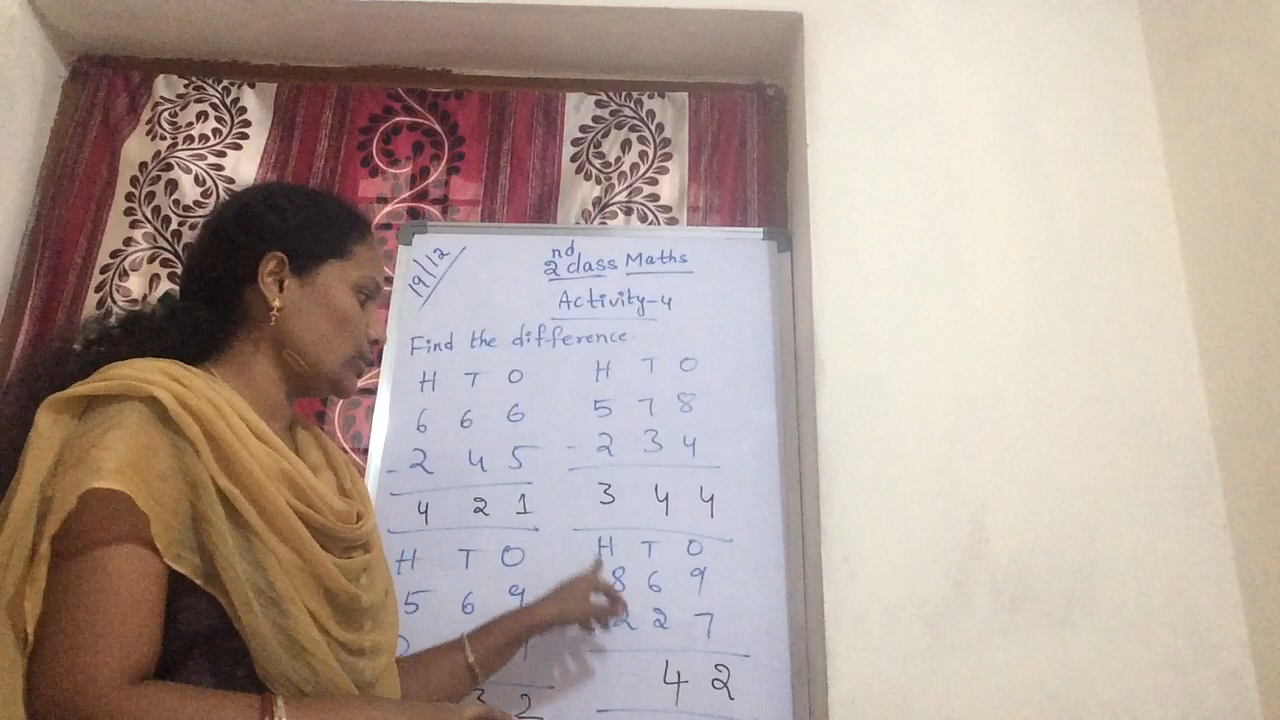 19/12
2nd class Maths
Activity-4
Find the difference.
H T O
6 6 6
- 2 4 5
4 2 1
H T O
5 7 8
- 2 3 4
3 4 4
H T O
5 6 9
3 2
H T O
8 6 9
2 2 7
4 2